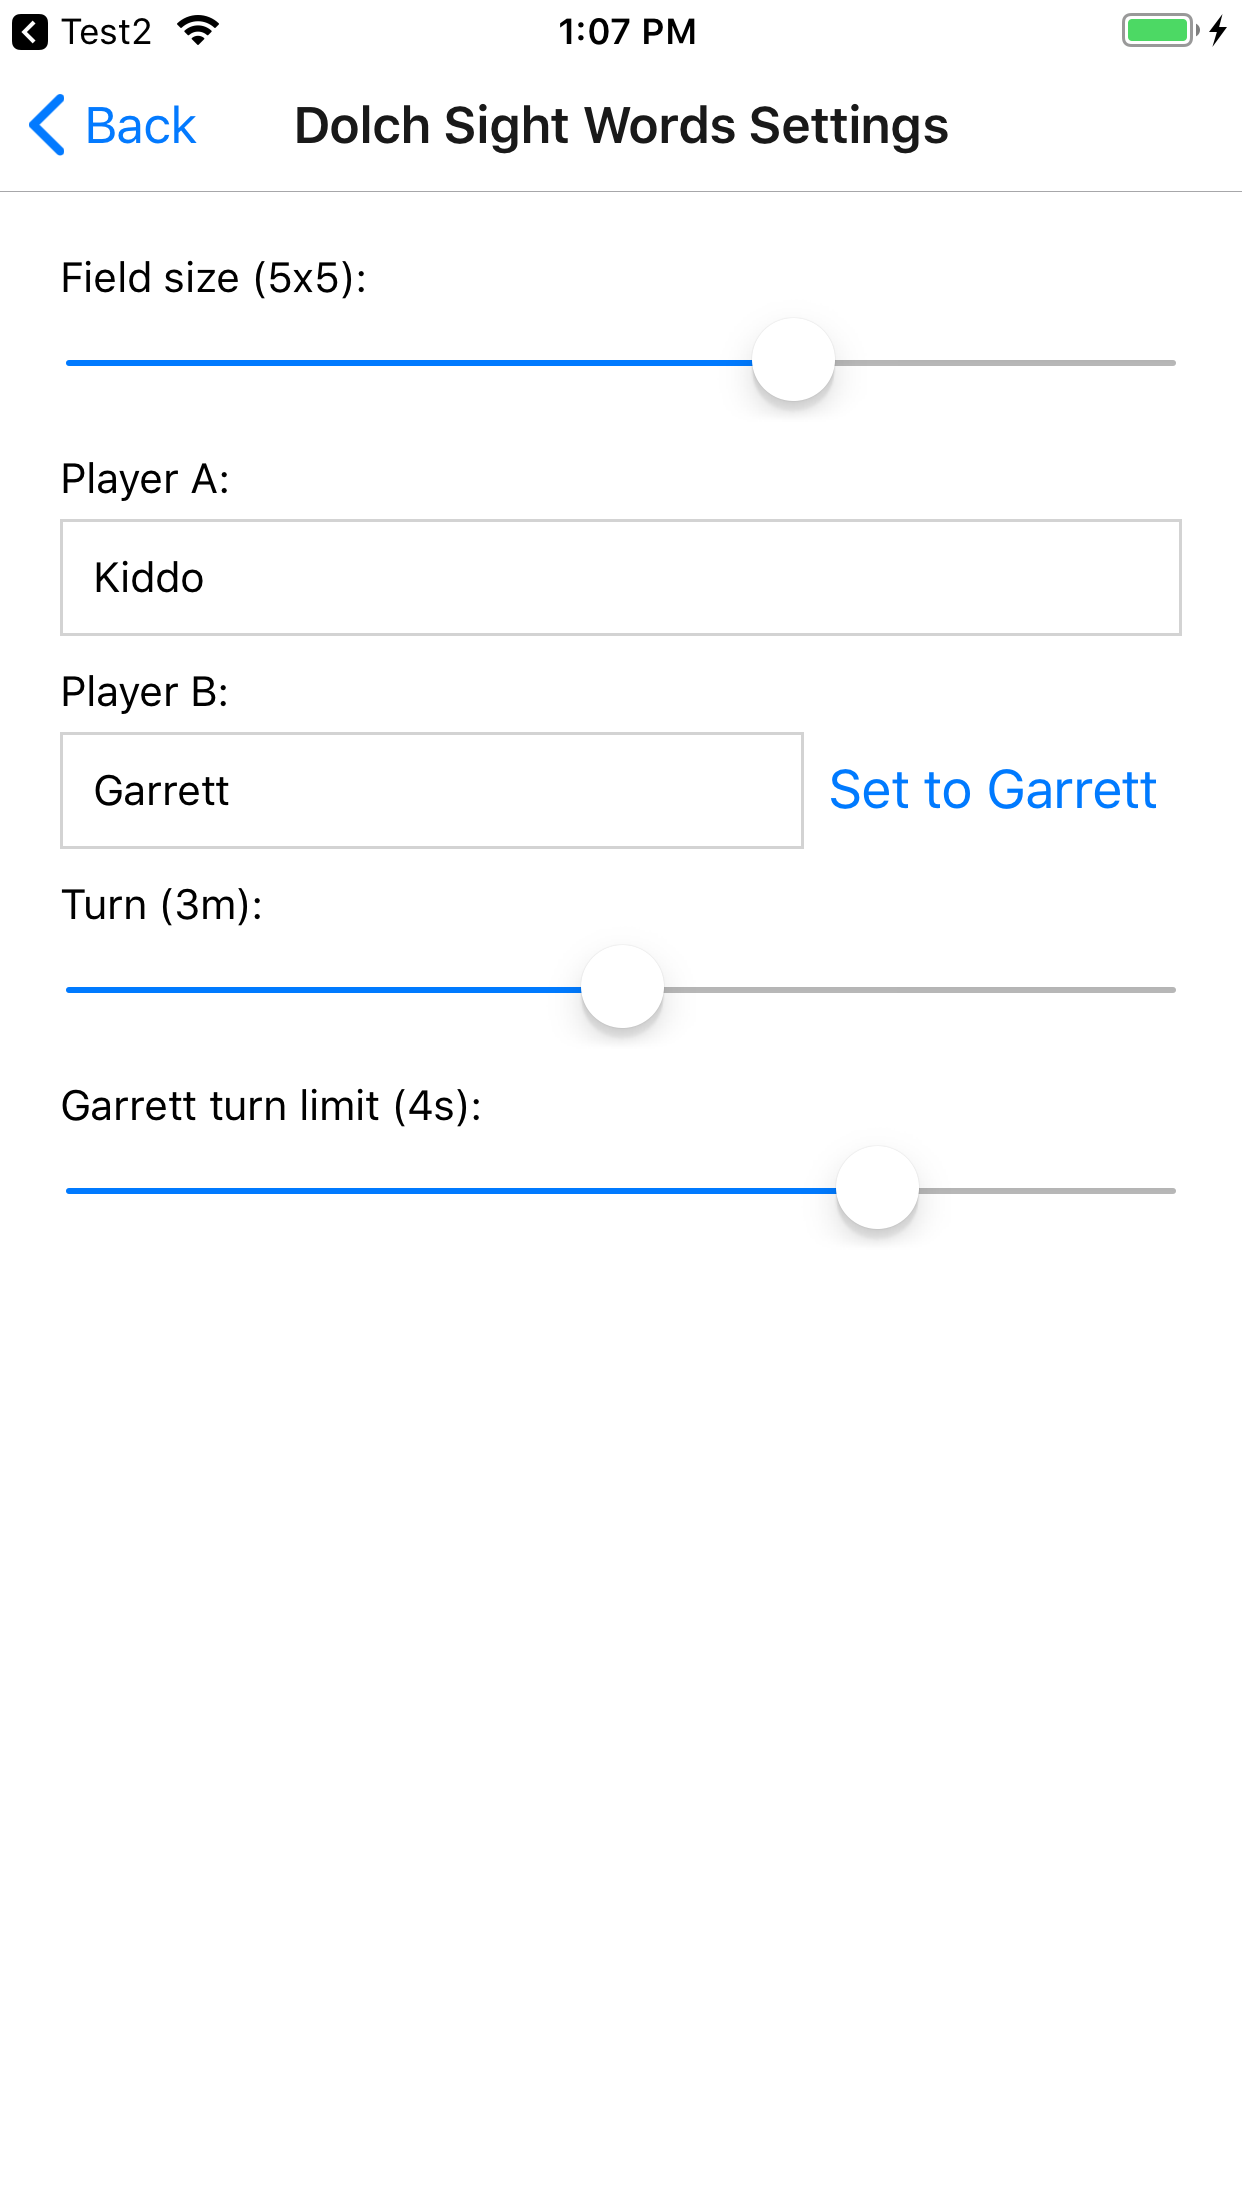 Test2
1:07 PM
Back
Dolch Sight Words Settings
Field size (5x5):
Player A:
Kiddo
Player B:
Garrett
Set to Garrett
Turn (3m):
Garrett turn limit (4s):